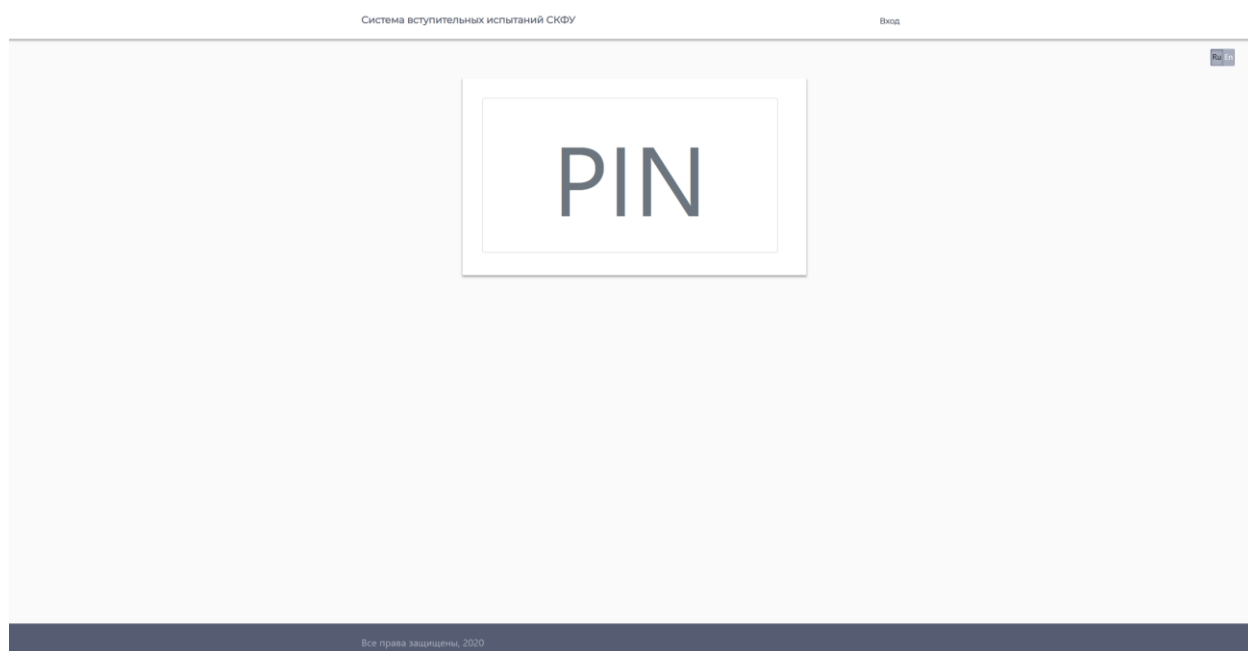 Система вступительных испытаний СКФУ
Вход
Ru En
PIN
Все права защищены, 2020